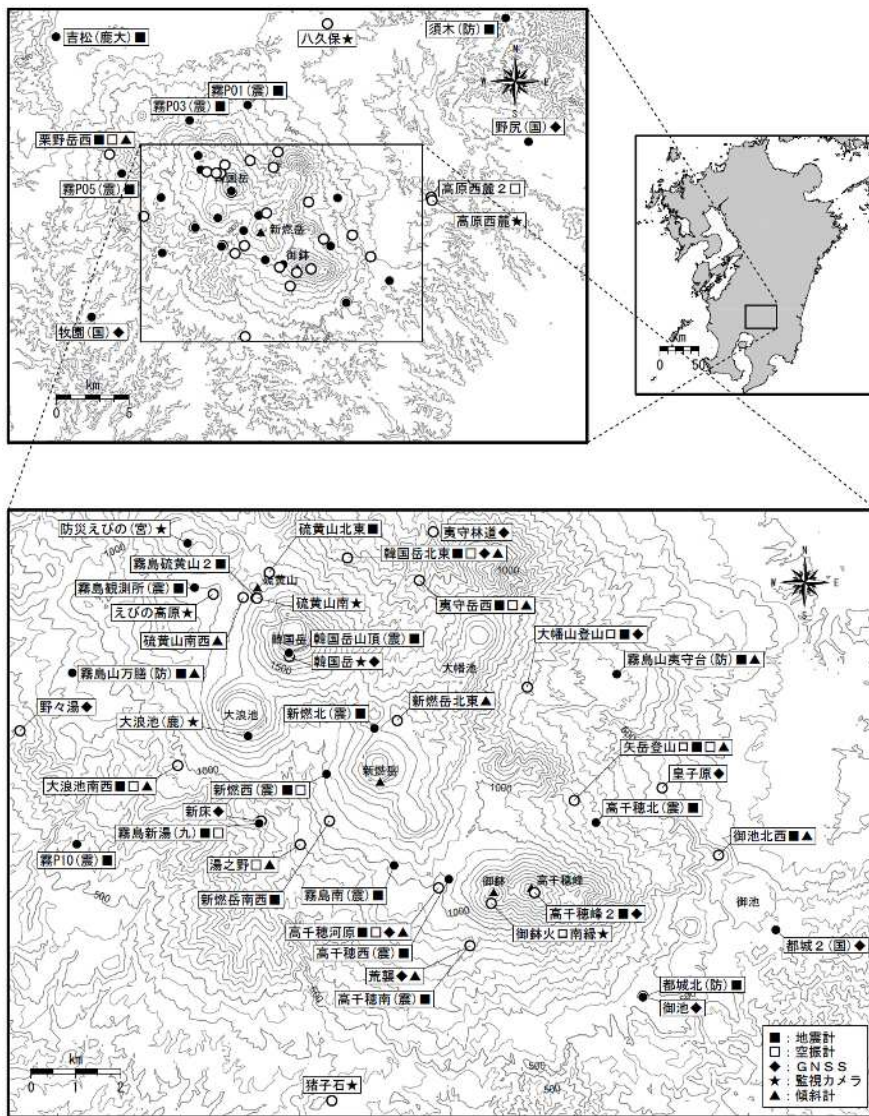 吉松(鹿大)■
八久保★
須木(防)■
N
W E
S
霧P01(震)■
霧P03(震)■
野尻(国)◆
栗野岳西■□▲
韓国岳
霧P05(震)■
高原西麓2□
高原西麓★
新燃岳
御鉢
牧園(国)◆
km
0 5
km
0 50
防災えびの(宮)★
硫黄山北東■
夷守林道◆
1000
韓国岳北東■□◆▲
1000
N
W E
S
霧島硫黄山2■
硫黄山
霧島観測所(震)■
夷守岳西■□▲
えびの高原★
硫黄山南★
硫黄山南西▲
大幡山登山口■◆
韓国岳
韓国岳山頂(震)■
1500
韓国岳★◆
大幡池
霧島山夷守台(防)■▲
霧島山万膳(防)■▲
野々湯◆
大浪池
新燃北(震)■
新燃岳北東▲
大浪池(鹿)★
矢岳登山口■□▲
1000
新燃岳
皇子原◆
大浪池南西■□▲
新燃西(震)■□
1000
新床◆
高千穂北(震)■
霧島新湯(九)■□
御池北西■▲
霧P10(震)■
湯之野□▲
500
新燃岳南西■
霧島南(震)■
御鉢
高千穂峰
御池
1000
高千穂峰2■◆
高千穂河原■□◆▲
御鉢火口南縁★
高千穂西(震)■
都城2(国)◆
荒襲◆▲
高千穂南(震)■
都城北(防)■
御池◆
500
500
km
0 1 2
猪子石★
■:地震計
□:空振計
◆:GNSS
★:監視カメラ
▲:傾斜計